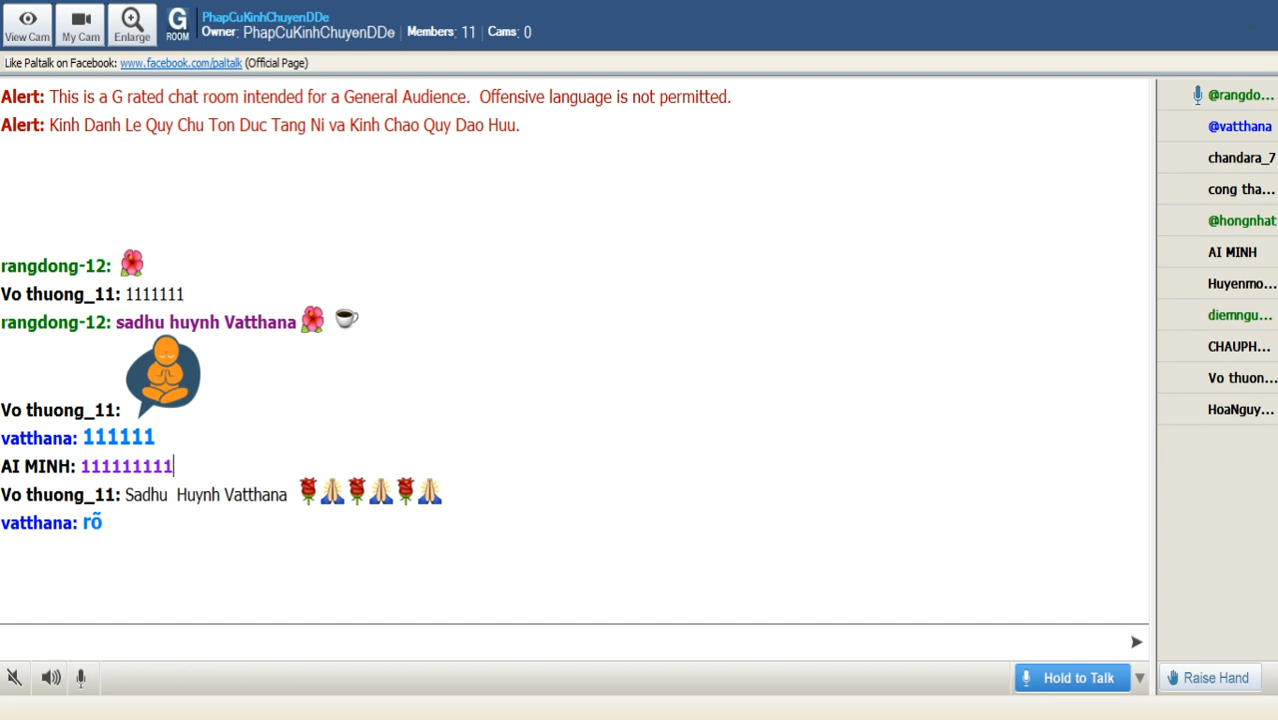 View Cam
My Cam
Enlarge
G
ROOM
PhapCuKinhChuyenDDe
Owner: PhapCuKinhChuyenDDe | Members: 11 | Cams: 0
Like Paltalk on Facebook: www.facebook.com/paltalk (Official Page)
Alert: This is a G rated chat room intended for a General Audience. Offensive language is not permitted.
Alert: Kinh Danh Le Quy Chu Ton Duc Tang Ni va Kinh Chao Quy Dao Huu.
rangdong-12:
Vo thuong_11: 1111111
rangdong-12: sadhu huynh Vatthana
Vo thuong_11:
vatthana: 111111
AI MINH: 111111111
Vo thuong_11: Sadhu Huynh Vatthana
vatthana: rõ
@rangdo...
@vatthana
chandara_7
cong tha...
@hongnhat
AI MINH
Huyenmo...
diemngu...
CHAUPH...
Vo thuon...
HoaNguy...
Hold to Talk
Raise Hand